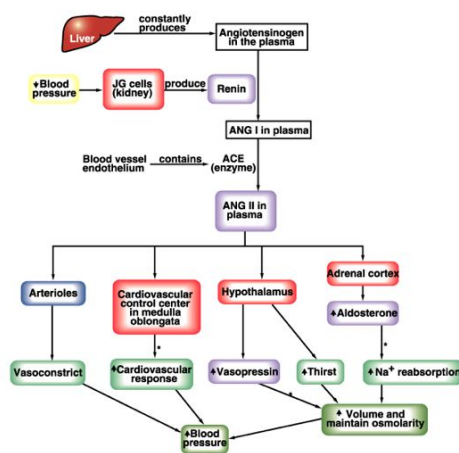 constantly
produces
Liver
Angiotensinogen
in the plasma
↓Blood
pressure
JG cells
(kidney)
produce
Renin
ANG I in plasma
Blood vessel
endothelium
contains
ACE
(enzyme)
ANG II in
plasma
Arterioles
Cardiovascular
control center
in medulla
oblongata
Hypothalamus
Adrenal cortex
↑Aldosterone
*
*
Vasoconstrict
↑Cardiovascular
response
↑Vasopressin
↑Thirst
↑Na⁺ reabsorption
*
↑Blood
pressure
↑ Volume and
maintain osmolarity